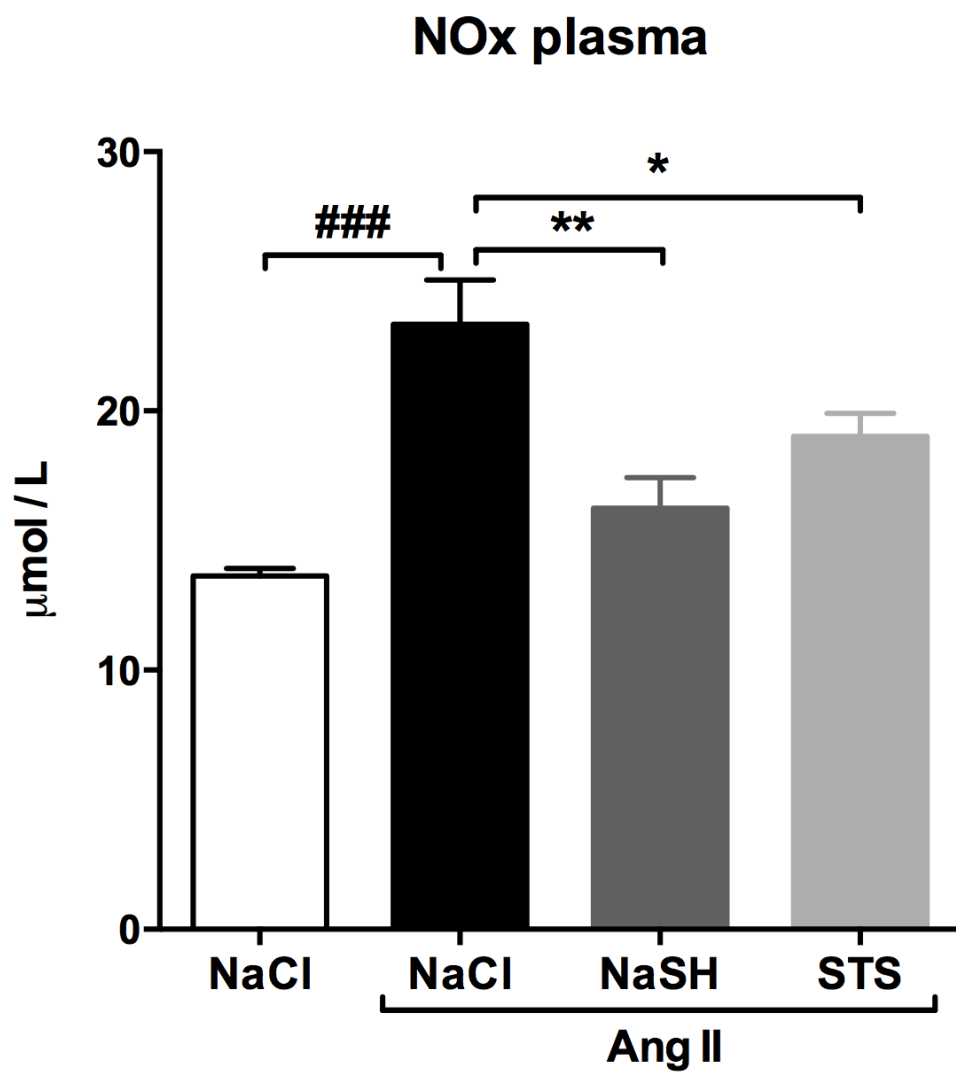 NOx plasma
30
*
###
**
20
μmol / L
10
0
NaCl NaCl NaSH STS
Ang II